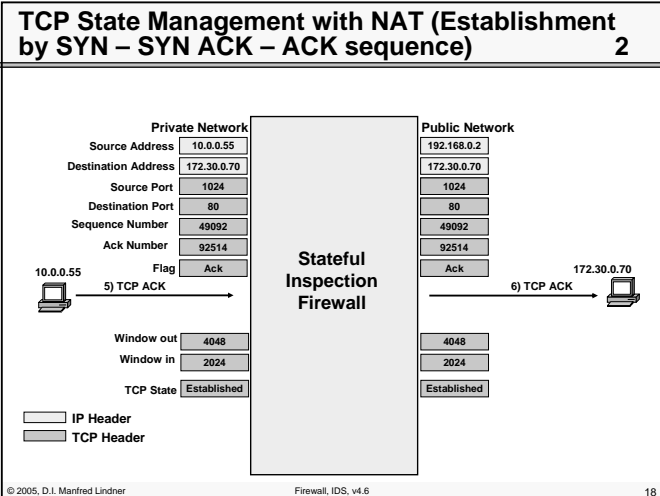 TCP State Management with NAT (Establishment
by SYN – SYN ACK – ACK sequence) 2
Private Network
Public Network
Source Address 10.0.0.55 192.168.0.2
Destination Address 172.30.0.70 172.30.0.70
Source Port 1024 1024
Destination Port 80 80
Sequence Number 49092 49092
Ack Number 92514 92514
Flag Ack Ack
Stateful
Inspection
Firewall
10.0.0.55
172.30.0.70
5) TCP ACK
6) TCP ACK
Window out 4048 4048
Window in 2024 2024
TCP State Established Established
IP Header
TCP Header
© 2005, D.I. Manfred Lindner Firewall, IDS, v4.6 18